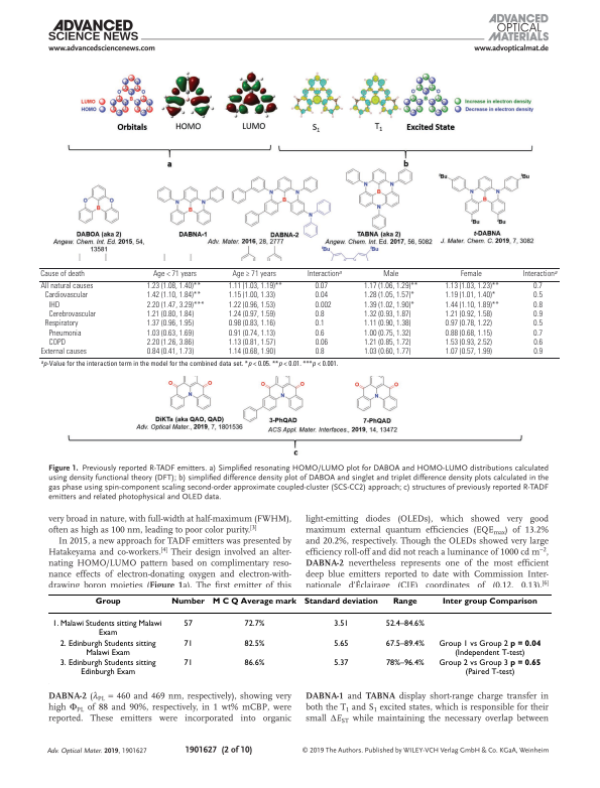 ADVANCED
SCIENCE NEWS
www.advancedsciencenews.com
ADVANCED
OPTICAL
MATERIALS
www.advopticalmat.de
LUMO
HOMO
Orbitals
HOMO
LUMO
S1
T1
Excited State
Increase in electron density
Decrease in electron density
a
b
DABOA (aka 2)
Angew. Chem. Int. Ed. 2015, 54,
13581
DABNA-1
DABNA-2
Adv. Mater. 2016, 28, 2777
TABNA (aka 2)
Angew. Chem. Int. Ed. 2017, 56, 5082
tBu
tBu
tBu
tBu
t-DABNA
J. Mater. Chem. C. 2019, 7, 3082
tBu
tBu
Cause of death Age < 71 years Age ≥ 71 years Interactiona Male Female Interactiona
All natural causes 1.23 (1.08, 1.40)** 1.11 (1.03, 1.19)** 0.07 1.17 (1.06, 1.29)** 1.13 (1.03, 1.23)** 0.7
Cardiovascular 1.42 (1.10, 1.84)** 1.15 (1.00, 1.33) 0.04 1.28 (1.05, 1.57)* 1.19 (1.01, 1.40)* 0.5
IHD 2.20 (1.47, 3.29)*** 1.22 (0.96, 1.53) 0.002 1.39 (1.02, 1.90)* 1.44 (1.10, 1.89)** 0.8
Cerebrovascular 1.21 (0.80, 1.84) 1.24 (0.97, 1.59) 0.8 1.32 (0.93, 1.87) 1.21 (0.92, 1.58) 0.9
Respiratory 1.37 (0.96, 1.95) 0.98 (0.83, 1.16) 0.1 1.11 (0.90, 1.38) 0.97 (0.78, 1.22) 0.5
Pneumonia 1.03 (0.63, 1.69) 0.91 (0.74, 1.13) 0.6 1.00 (0.75, 1.32) 0.88 (0.68, 1.15) 0.7
COPD 2.20 (1.26, 3.86) 1.13 (0.81, 1.57) 0.06 1.21 (0.85, 1.72) 1.53 (0.93, 2.52) 0.6
External causes 0.84 (0.41, 1.73) 1.14 (0.68, 1.90) 0.8 1.03 (0.60, 1.77) 1.07 (0.57, 1.99) 0.9
ap-Value for the interaction term in the model for the combined data set. *p < 0.05. **p < 0.01. ***p < 0.001.
DiKTa (aka QAO, QAD)
Adv. Optical Mater., 2019, 7, 1801536
3-PhQAD
7-PhQAD
ACS Appl. Mater. Interfaces., 2019, 14, 13472
c
Figure 1. Previously reported R-TADF emitters. a) Simplified resonating HOMO/LUMO plot for DABOA and HOMO-LUMO distributions calculated
using density functional theory (DFT); b) simplified difference density plot of DABOA and singlet and triplet difference density plots calculated in the
gas phase using spin-component scaling second-order approximate coupled-cluster (SCS-CC2) approach; c) structures of previously reported R-TADF
emitters and related photophysical and OLED data.
very broad in nature, with full-width at half-maximum (FWHM),
often as high as 100 nm, leading to poor color purity.[3]
In 2015, a new approach for TADF emitters was presented by
Hatakeyama and co-workers.[4] Their design involved an alter-
nating HOMO/LUMO pattern based on complimentary reso-
nance effects of electron-donating oxygen and electron-with-
drawing boron moieties (Figure 1a). The first emitter of this
light-emitting diodes (OLEDs), which showed very good
maximum external quantum efficiencies (EQEmax) of 13.2%
and 20.2%, respectively. Though the OLEDs showed very large
efficiency roll-off and did not reach a luminance of 1000 cd m−2,
DABNA-2 nevertheless represents one of the most efficient
deep blue emitters reported to date with Commission Inter-
nationale d'Éclairage (CIE) coordinates of (0.12, 0.13).[6]
Group Number M C Q Average mark Standard deviation Range Inter group Comparison
1. Malawi Students sitting Malawi
Exam 57 72.7% 3.51 52.4–84.6%
2. Edinburgh Students sitting
Malawi Exam 71 82.5% 5.65 67.5–89.4% Group 1 vs Group 2 p = 0.04
(Independent T-test)
3. Edinburgh Students sitting
Edinburgh Exam 71 86.6% 5.37 78%–96.4% Group 2 vs Group 3 p = 0.65
(Paired T-test)
DABNA-2 (λPL = 460 and 469 nm, respectively), showing very
high ΦPL of 88 and 90%, respectively, in 1 wt% mCBP, were
reported. These emitters were incorporated into organic
DABNA-1 and TABNA display short-range charge transfer in
both the T1 and S1 excited states, which is responsible for their
small ΔEST while maintaining the necessary overlap between
Adv. Optical Mater. 2019, 1901627
1901627 (2 of 10)
© 2019 The Authors. Published by WILEY-VCH Verlag GmbH & Co. KGaA, Weinheim